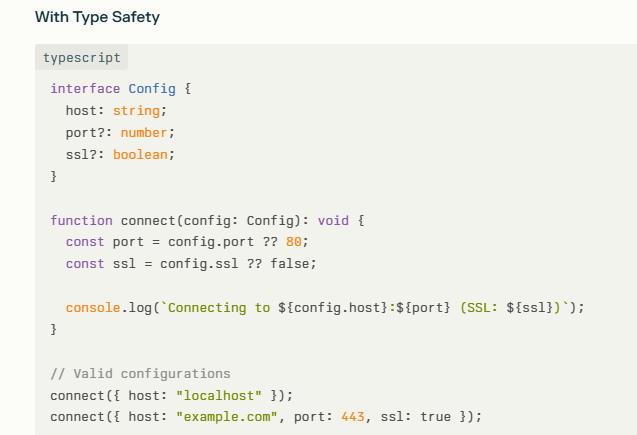 With Type Safety
typescript
interface Config {
  host: string;
  port?: number;
  ssl?: boolean;
}
function connect(config: Config): void {
  const port = config.port ?? 80;
  const ssl = config.ssl ?? false;
  console.log(`Connecting to ${config.host}:${port} (SSL: ${ssl})`);
}
// Valid configurations
connect({ host: "localhost" });
connect({ host: "example.com", port: 443, ssl: true });